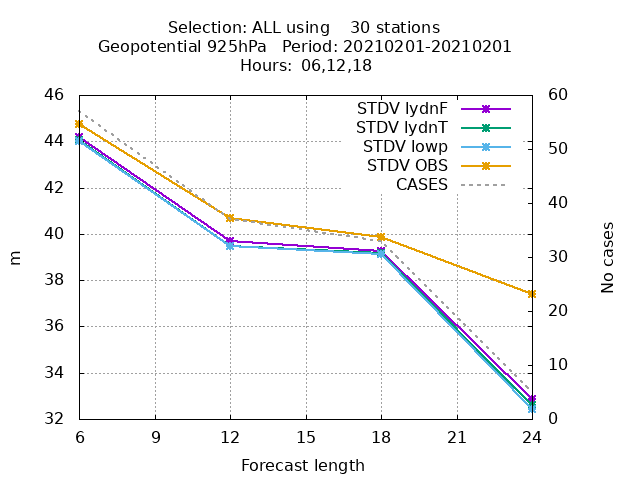 Selection: ALL using    30 stations
Geopotential 925hPa   Period: 20210201-20210201
Hours:  06,12,18
STDV lydnF
STDV lydnT
STDV lowp
STDV OBS
CASES
46
44
42
40
38
36
34
32
m
60
50
40
30
20
10
0
No cases
6 9 12 15 18 21 24
Forecast length